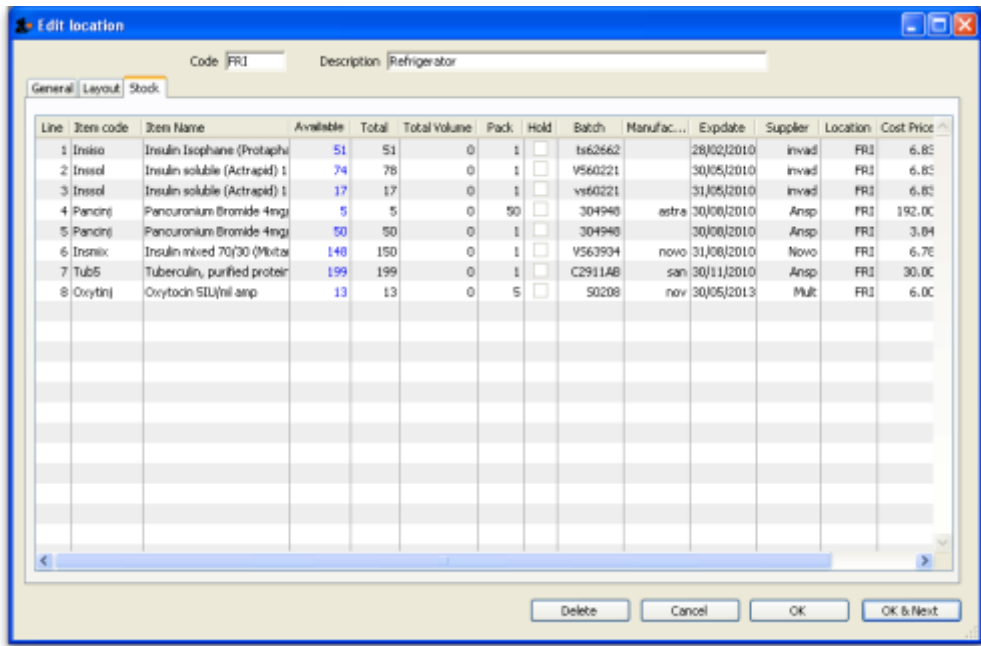 Edit location
Code FRI Description Refrigerator
General Layout Stock
Line Item code Item Name Available Total Total Volume Pack Hold Batch Manufac... Expdate Supplier Location Cost Price
1 Insiso Insulin Isophane (Protapha 51 51 0 1 ts62662 28/02/2010 invad FRI 6.83
2 Inssol Insulin soluble (Actrapid) 1 74 78 0 1 VS60221 30/05/2010 invad FRI 6.83
3 Inssol Insulin soluble (Actrapid) 1 17 17 0 1 vs60221 31/05/2010 invad FRI 6.83
4 Pancinj Pancuronium Bromide 4mg/ 5 5 0 50 304948 astra 30/08/2010 Ansp FRI 192.00
5 Pancinj Pancuronium Bromide 4mg/ 50 50 0 1 304948 30/08/2010 Ansp FRI 3.84
6 Insmix Insulin mixed 70/30 (Mixtar 148 150 0 1 VS63934 novo 31/08/2010 Novo FRI 6.78
7 Tub5 Tuberculin, purified protein 199 199 0 1 C2911AB san 30/11/2010 Ansp FRI 30.00
8 Oxytinj Oxytocin 5IU/ml amp 13 13 0 5 S0208 nov 30/05/2013 Mult FRI 6.00
Delete Cancel OK OK & Next